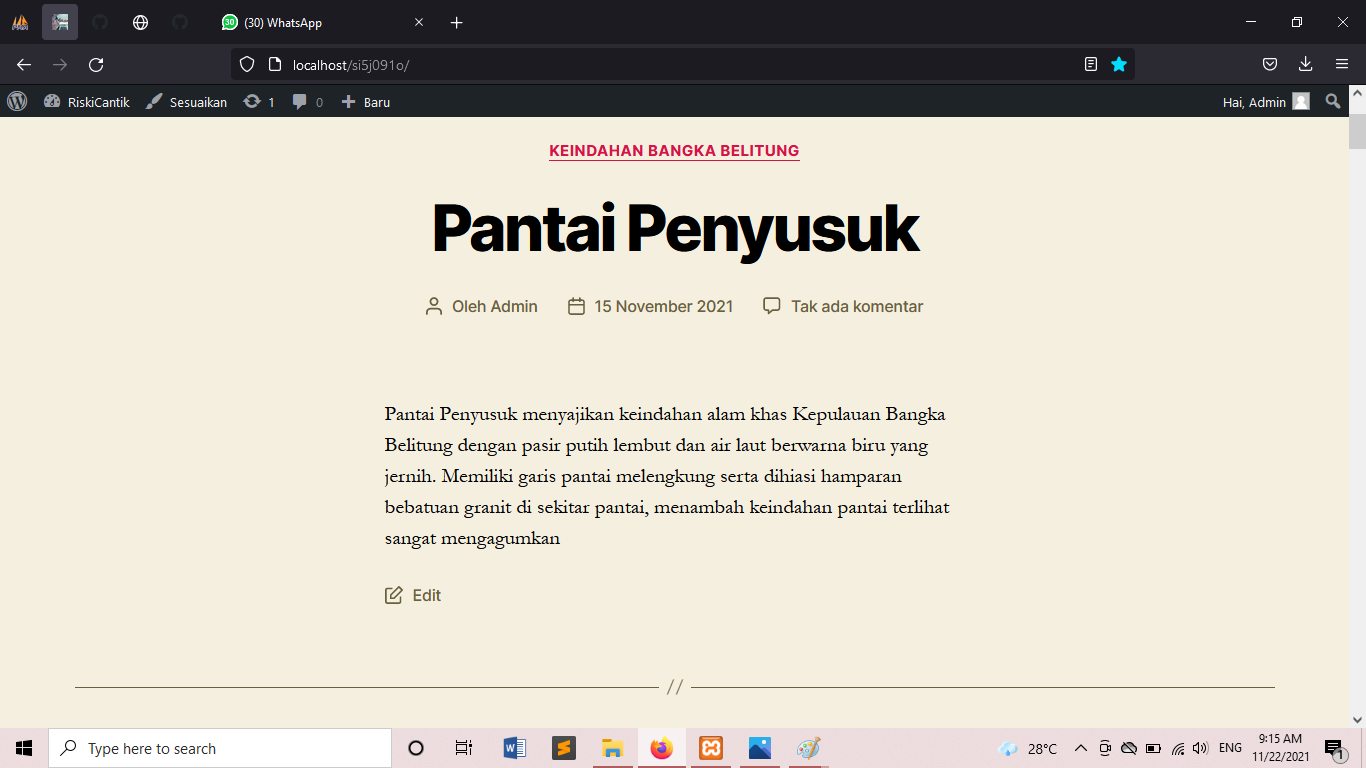 (30) WhatsApp
localhost/si5j091o/
RiskiCantik Sesuaikan 1 0 Baru Hai, Admin
KEINDAHAN BANGKA BELITUNG
Pantai Penyusuk
Oleh Admin 15 November 2021 Tak ada komentar
Pantai Penyusuk menyajikan keindahan alam khas Kepulauan Bangka
Belitung dengan pasir putih lembut dan air laut berwarna biru yang
jernih. Memiliki garis pantai melengkung serta dihiasi hamparan
bebatuan granit di sekitar pantai, menambah keindahan pantai terlihat
sangat mengagumkan
Edit
//
Type here to search
28°C
ENG
9:15 AM
11/22/2021
1